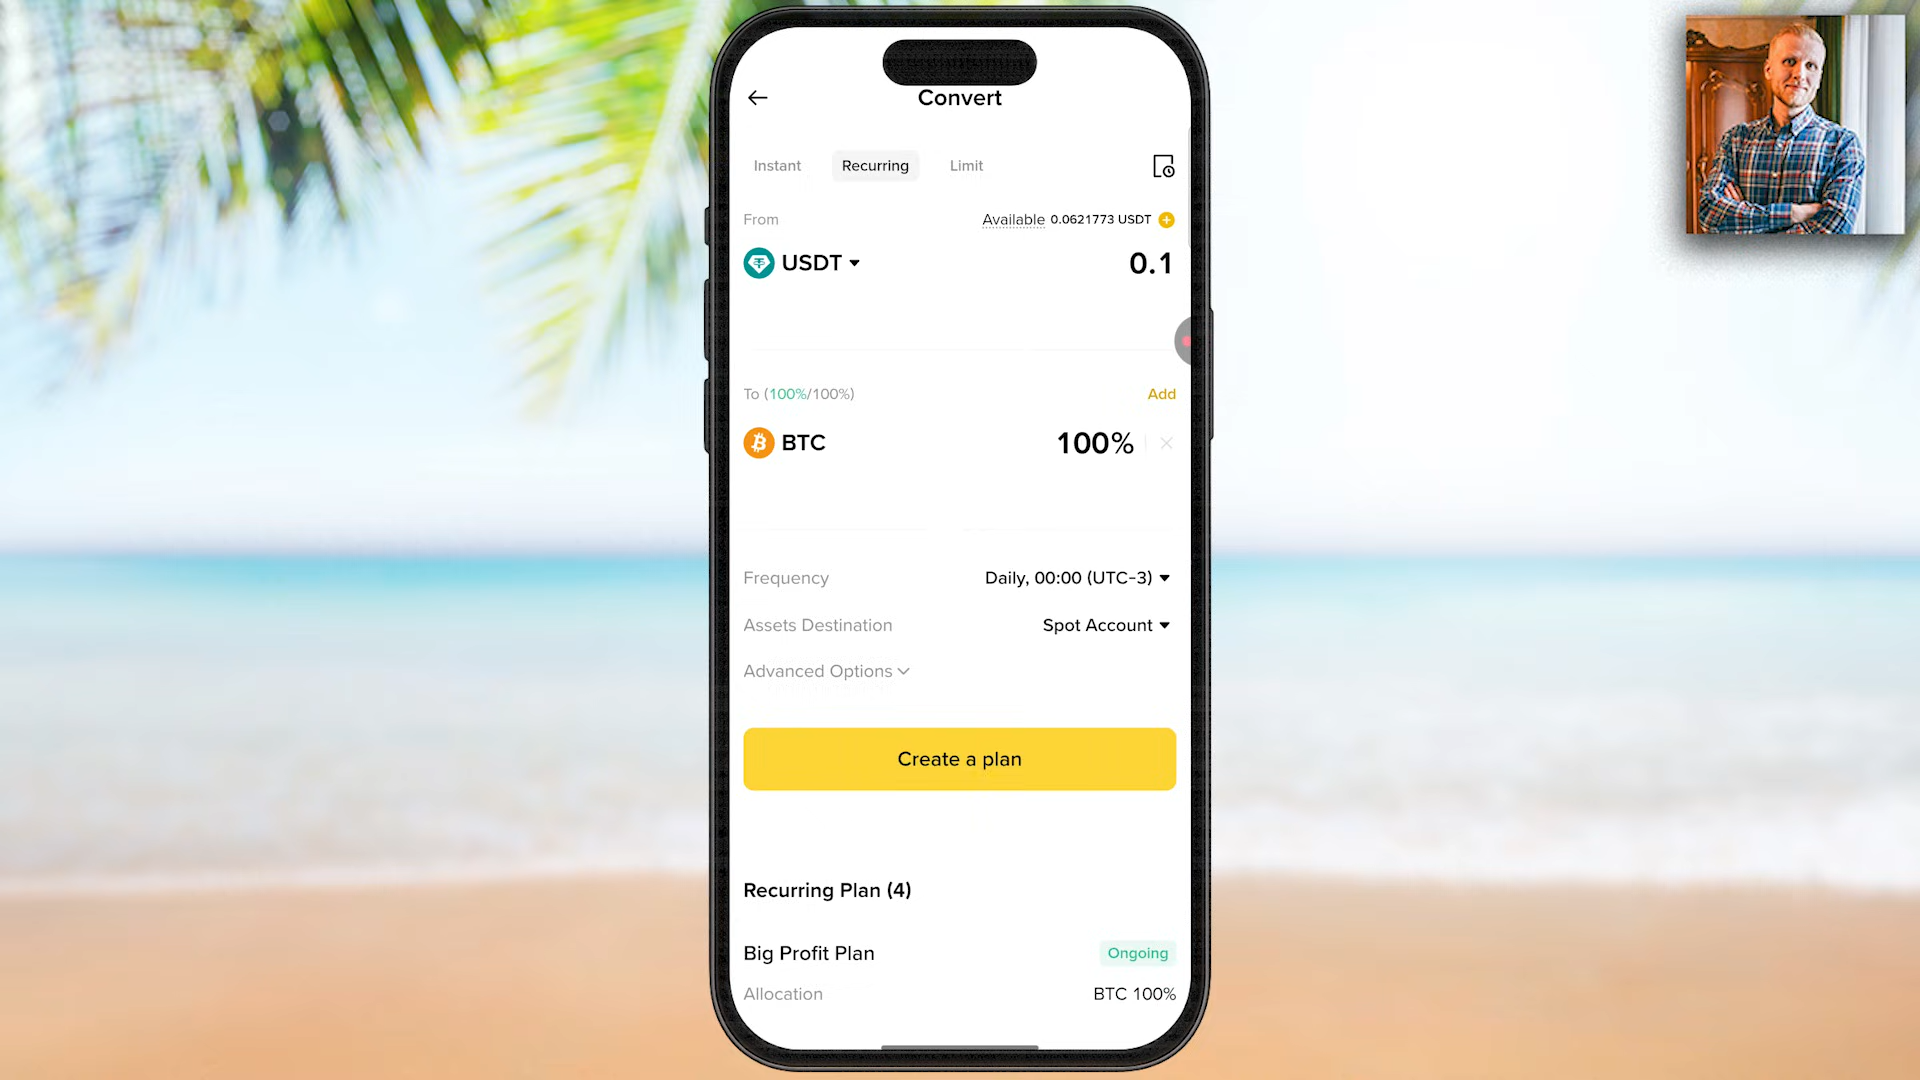 Convert
Instant Recurring Limit
From Available 0.0621773 USDT
USDT 0.1
To (100%/100%) Add
BTC 100%
Frequency Daily, 00:00 (UTC-3)
Assets Destination Spot Account
Advanced Options
Create a plan
Recurring Plan (4)
Big Profit Plan Ongoing
Allocation BTC 100%